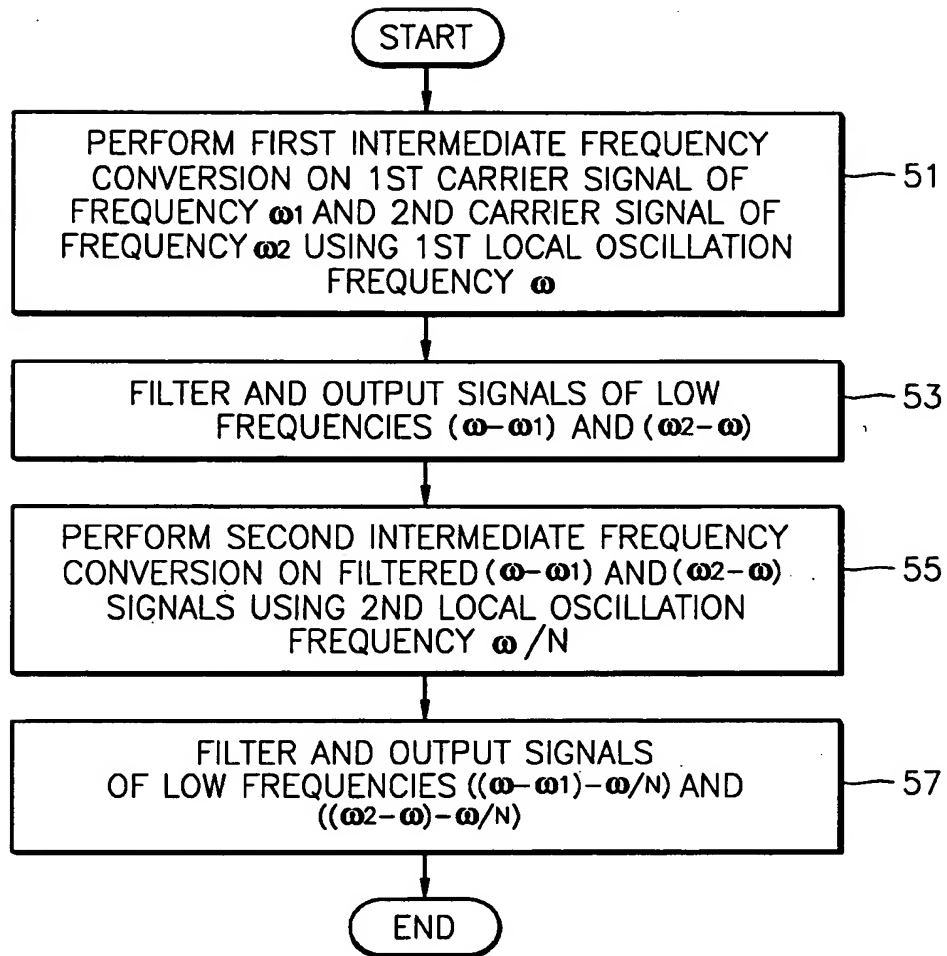 START
PERFORM FIRST INTERMEDIATE FREQUENCY
CONVERSION ON 1ST CARRIER SIGNAL OF
FREQUENCY ω1 AND 2ND CARRIER SIGNAL OF
FREQUENCY ω2 USING 1ST LOCAL OSCILLATION
FREQUENCY ω
51
FILTER AND OUTPUT SIGNALS OF LOW
FREQUENCIES (ω-ω1) AND (ω2-ω)
53
PERFORM SECOND INTERMEDIATE FREQUENCY
CONVERSION ON FILTERED (ω-ω1) AND (ω2-ω)
SIGNALS USING 2ND LOCAL OSCILLATION
FREQUENCY ω/N
55
FILTER AND OUTPUT SIGNALS
OF LOW FREQUENCIES ((ω-ω1)-ω/N) AND
((ω2-ω)-ω/N)
57
END